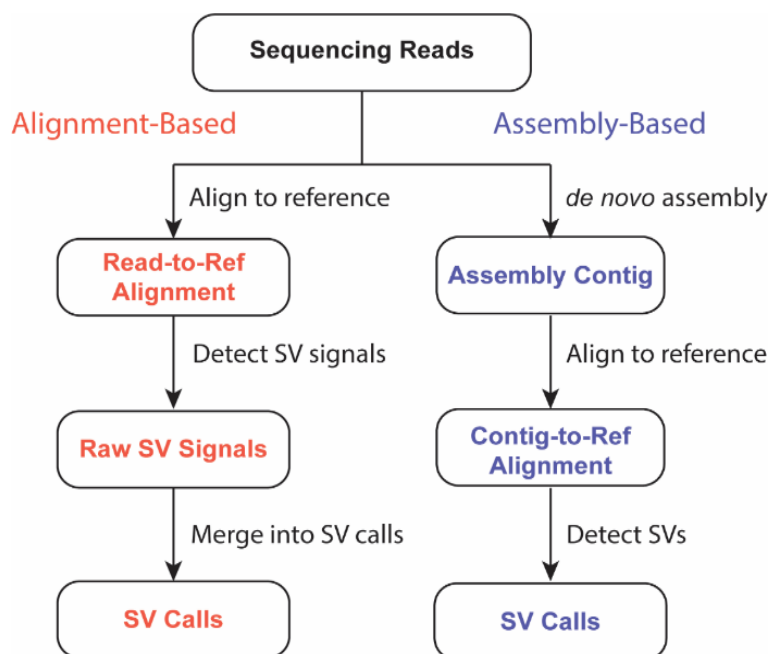 Sequencing Reads
Alignment-Based
Assembly-Based
Align to reference
de novo assembly
Read-to-Ref
Alignment
Assembly Contig
Detect SV signals
Align to reference
Raw SV Signals
Contig-to-Ref
Alignment
Merge into SV calls
Detect SVs
SV Calls
SV Calls